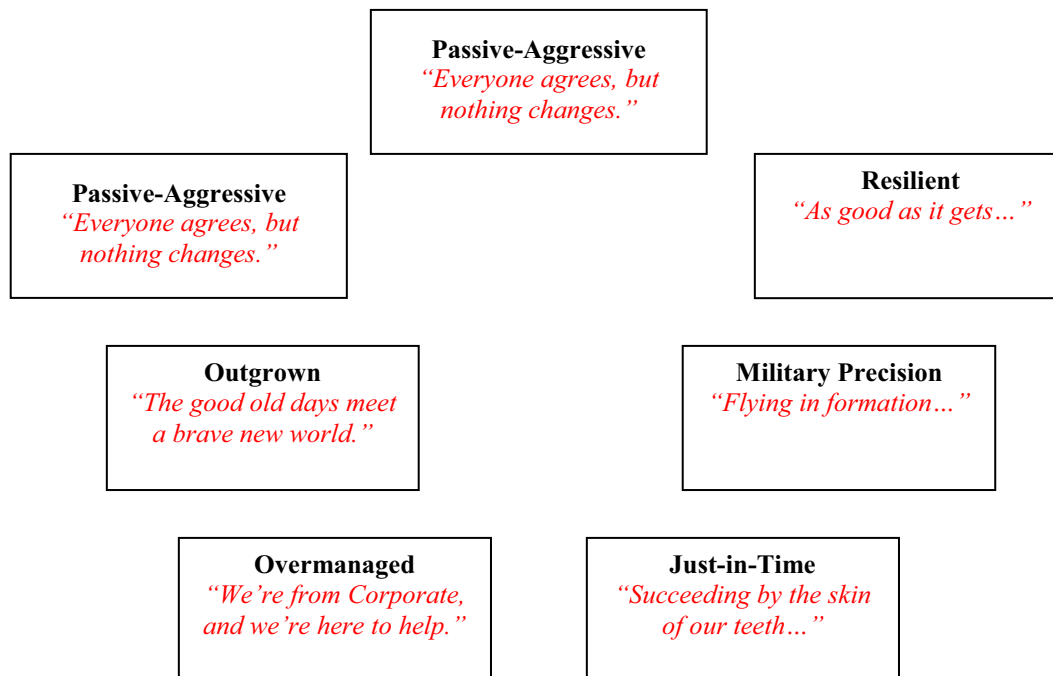 Passive-Aggressive
“Everyone agrees, but
nothing changes.”
Passive-Aggressive
“Everyone agrees, but
nothing changes.”
Resilient
“As good as it gets…”
Outgrown
“The good old days meet
a brave new world.”
Military Precision
“Flying in formation…”
Overmanaged
“We’re from Corporate,
and we’re here to help.”
Just-in-Time
“Succeeding by the skin
of our teeth…”